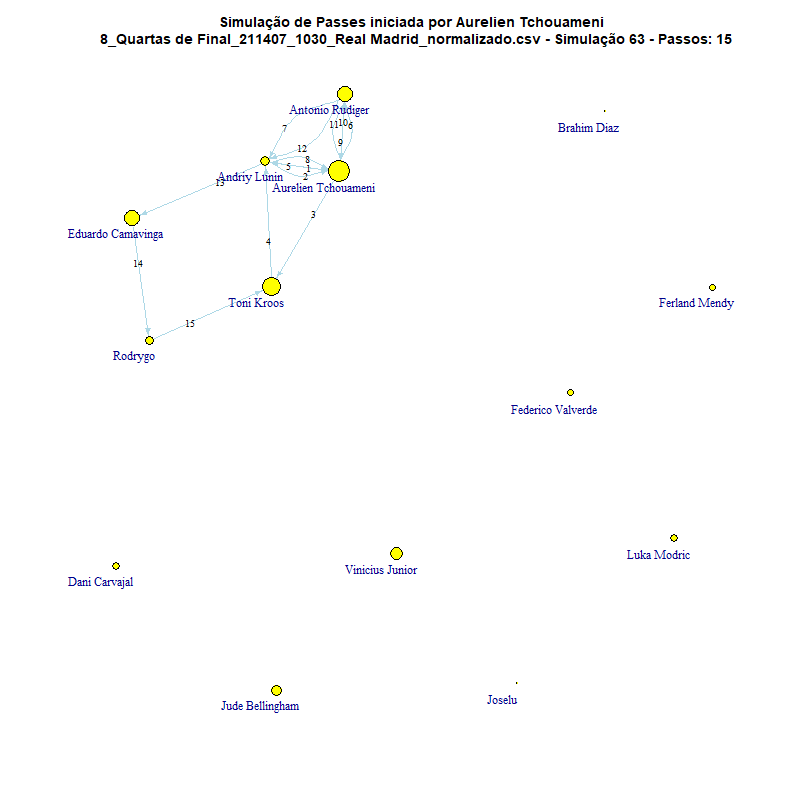 Simulação de Passes iniciada por Aurelien Tchouameni
8_Quartas de Final_211407_1030_Real Madrid_normalizado.csv - Simulação 63 - Passos: 15
Antonio Rudiger
Brahim Diaz
7
11
10
6
9
12
8
5
1
2
Andriy Lunin
13
Aurelien Tchouameni
3
Eduardo Camavinga
4
14
Toni Kroos
Ferland Mendy
15
Rodrygo
Federico Valverde
Luka Modric
Vinicius Junior
Dani Carvajal
Jude Bellingham
Joselu